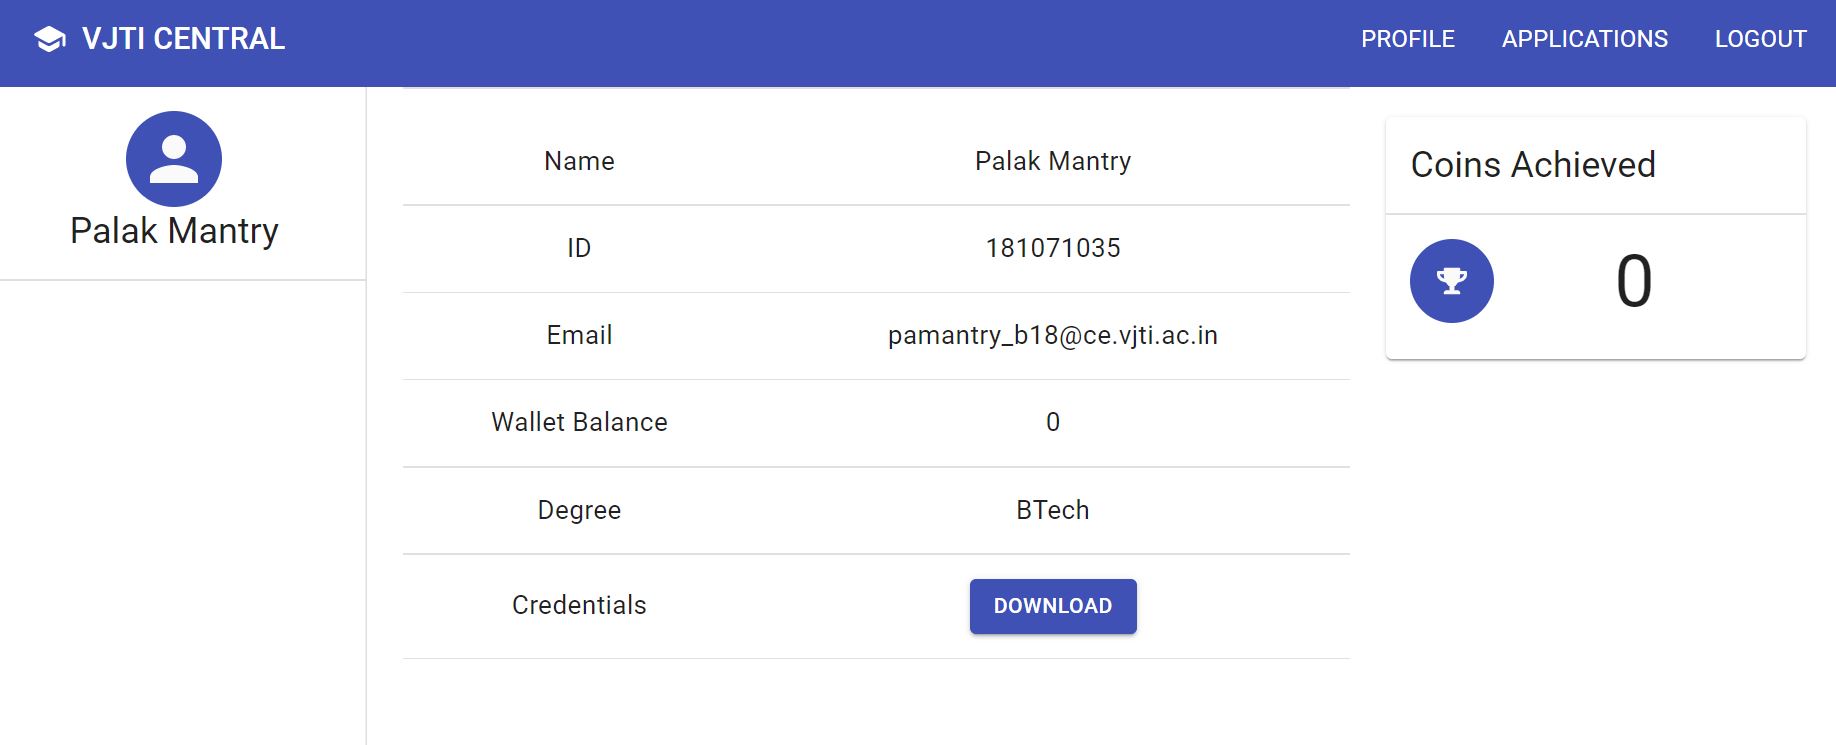 VJTI CENTRAL
PROFILE APPLICATIONS LOGOUT
Palak Mantry
Name Palak Mantry
ID 181071035
Email pamantry_b18@ce.vjti.ac.in
Wallet Balance 0
Degree BTech
Credentials DOWNLOAD
Coins Achieved
0